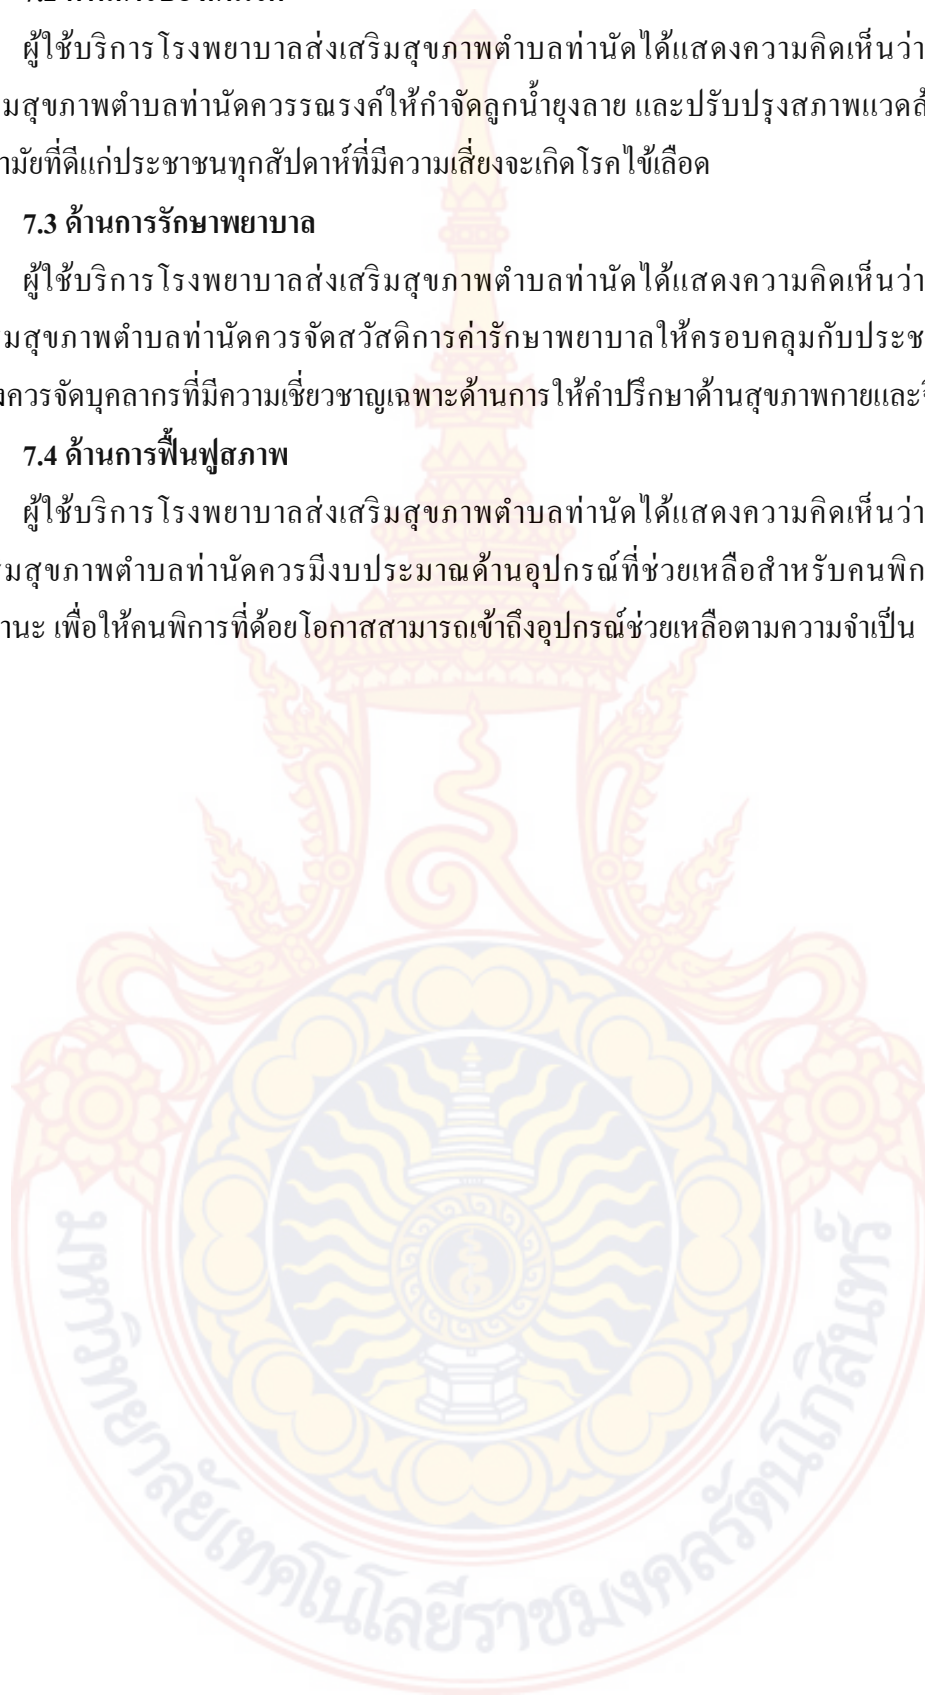 ผู้ใช้บริการโรงพยาบาลส่งเสริมสุขภาพตำบลท่านัดได้แสดงความคิดเห็นว่า
มสุขภาพตำบลท่านัดควรรณรงค์ให้กำจัดลูกน้ำยุงลาย และปรับปรุงสภาพแวดล้
ามัยที่ดีแก่ประชาชนทุกสัปดาห์ที่มีความเสี่ยงจะเกิดโรคไข้เลือด
7.3 ด้านการรักษาพยาบาล
ผู้ใช้บริการโรงพยาบาลส่งเสริมสุขภาพตำบลท่านัดได้แสดงความคิดเห็นว่า
มสุขภาพตำบลท่านัดควรจัดสวัสดิการค่ารักษาพยาบาลให้ครอบคลุมกับประช
งควรจัดบุคลากรที่มีความเชี่ยวชาญเฉพาะด้านการให้คำปรึกษาด้านสุขภาพกายและจิ
7.4 ด้านการฟื้นฟูสภาพ
ผู้ใช้บริการโรงพยาบาลส่งเสริมสุขภาพตำบลท่านัดได้แสดงความคิดเห็นว่า
รมสุขภาพตำบลท่านัดควรมีงบประมาณด้านอุปกรณ์ที่ช่วยเหลือสำหรับคนพิก
านะ เพื่อให้คนพิการที่ด้อยโอกาสสามารถเข้าถึงอุปกรณ์ช่วยเหลือตามความจำเป็น
มหาวิทยาลัยเทคโนโลยีราชมงคลรัตนโกสินทร์